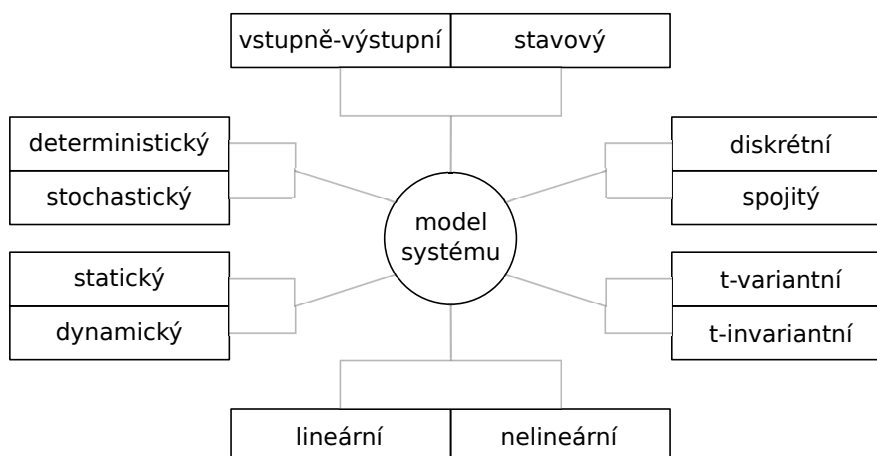 vstupně-výstupní
stavový
deterministický
stochastický
diskrétní
spojitý
model
systému
statický
dynamický
t-variantní
t-invariantní
lineární
nelineární